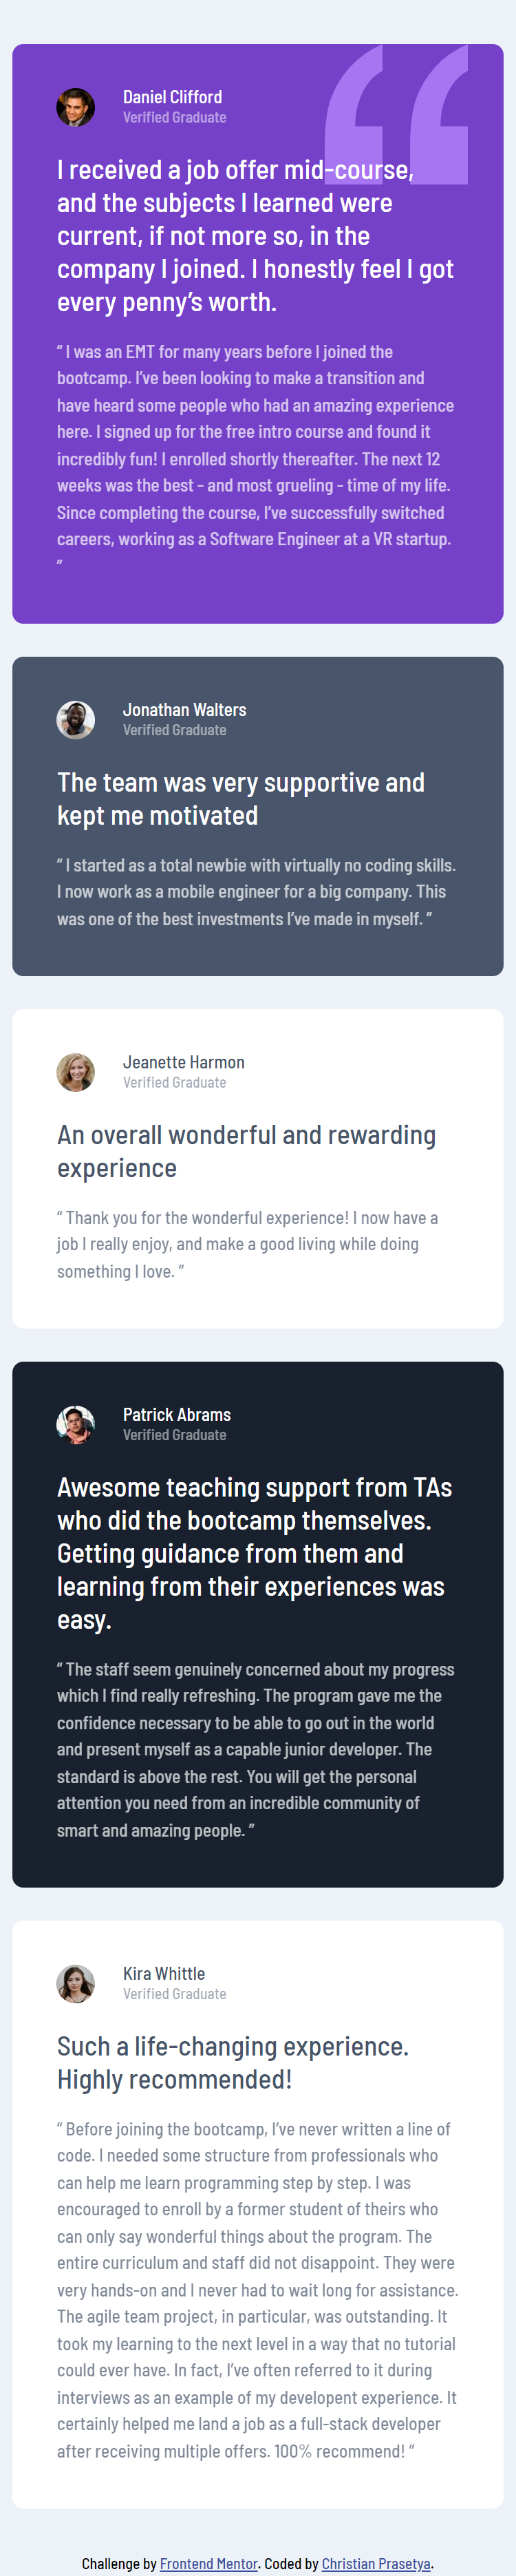 Daniel Clifford
Verified Graduate
I received a job offer mid-course,
and the subjects I learned were
current, if not more so, in the
company I joined. I honestly feel I got
every penny’s worth.
“ I was an EMT for many years before I joined the
bootcamp. I’ve been looking to make a transition and
have heard some people who had an amazing experience
here. I signed up for the free intro course and found it
incredibly fun! I enrolled shortly thereafter. The next 12
weeks was the best - and most grueling - time of my life.
Since completing the course, I’ve successfully switched
careers, working as a Software Engineer at a VR startup.
”
Jonathan Walters
Verified Graduate
The team was very supportive and
kept me motivated
“ I started as a total newbie with virtually no coding skills.
I now work as a mobile engineer for a big company. This
was one of the best investments I’ve made in myself. ”
Jeanette Harmon
Verified Graduate
An overall wonderful and rewarding
experience
“ Thank you for the wonderful experience! I now have a
job I really enjoy, and make a good living while doing
something I love. ”
Patrick Abrams
Verified Graduate
Awesome teaching support from TAs
who did the bootcamp themselves.
Getting guidance from them and
learning from their experiences was
easy.
“ The staff seem genuinely concerned about my progress
which I find really refreshing. The program gave me the
confidence necessary to be able to go out in the world
and present myself as a capable junior developer. The
standard is above the rest. You will get the personal
attention you need from an incredible community of
smart and amazing people. ”
Kira Whittle
Verified Graduate
Such a life-changing experience.
Highly recommended!
“ Before joining the bootcamp, I’ve never written a line of
code. I needed some structure from professionals who
can help me learn programming step by step. I was
encouraged to enroll by a former student of theirs who
can only say wonderful things about the program. The
entire curriculum and staff did not disappoint. They were
very hands-on and I never had to wait long for assistance.
The agile team project, in particular, was outstanding. It
took my learning to the next level in a way that no tutorial
could ever have. In fact, I’ve often referred to it during
interviews as an example of my developent experience. It
certainly helped me land a job as a full-stack developer
after receiving multiple offers. 100% recommend! ”
Challenge by Frontend Mentor. Coded by Christian Prasetya.